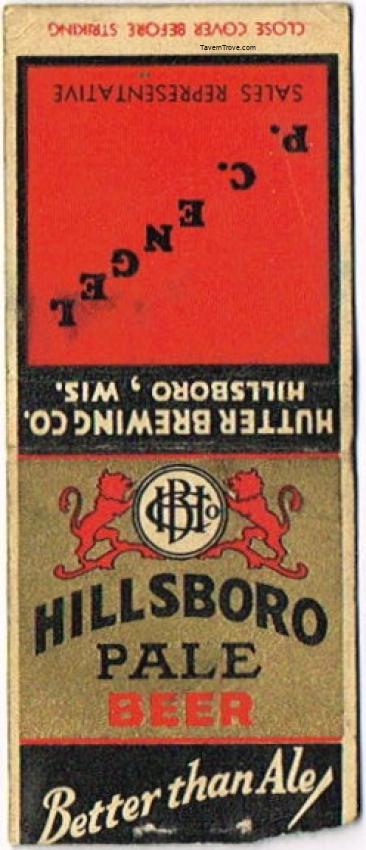 CLOSE COVER BEFORE STRIKING
TavernTrove.com
SALES REPRESENTATIVE
P. C. ENGEL
HUTTER BREWING CO.
HILLSBORO, WIS.
HBCo
HILLSBORO
PALE
BEER
Better than Ale